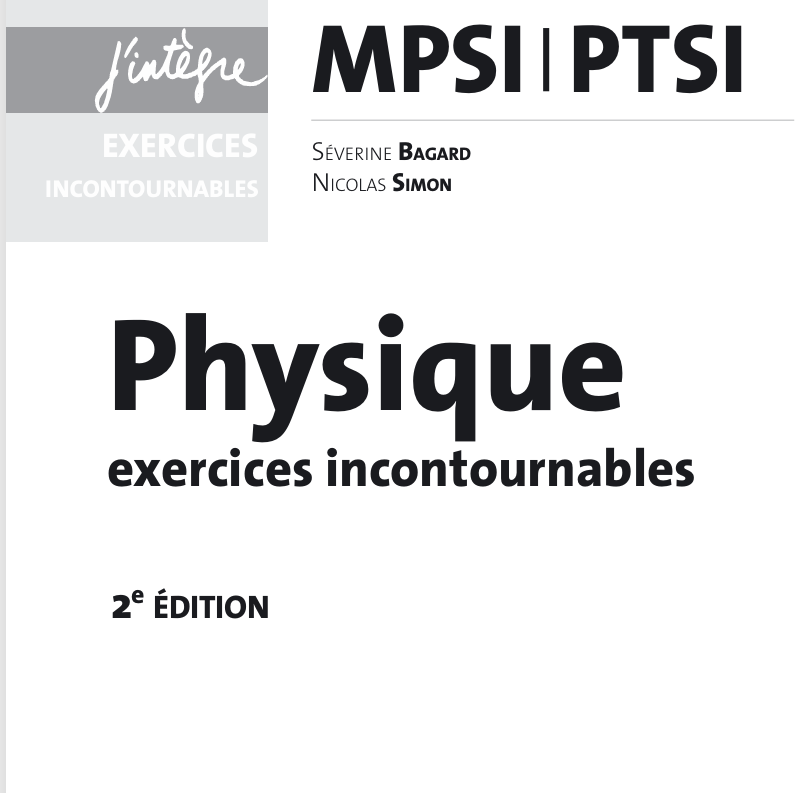 j'intègre
EXERCICES
INCONTOURNABLES
MPSI | PTSI
SÉVERINE BAGARD
NICOLAS SIMON
Physique
exercices incontournables
2e ÉDITION